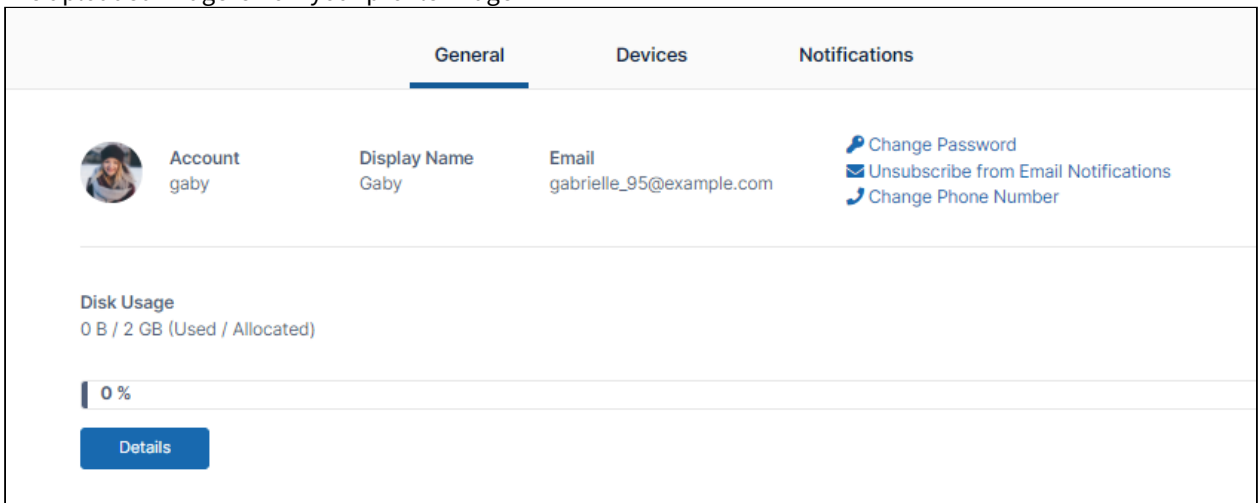 General Devices Notifications
Account Display Name Email
gaby Gaby gabrielle_95@example.com
Change Password
Unsubscribe from Email Notifications
Change Phone Number
Disk Usage
0 B / 2 GB (Used / Allocated)
0 %
Details